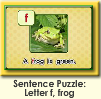 f
A frog is green.
Sentence Puzzle:
Letter f, frog